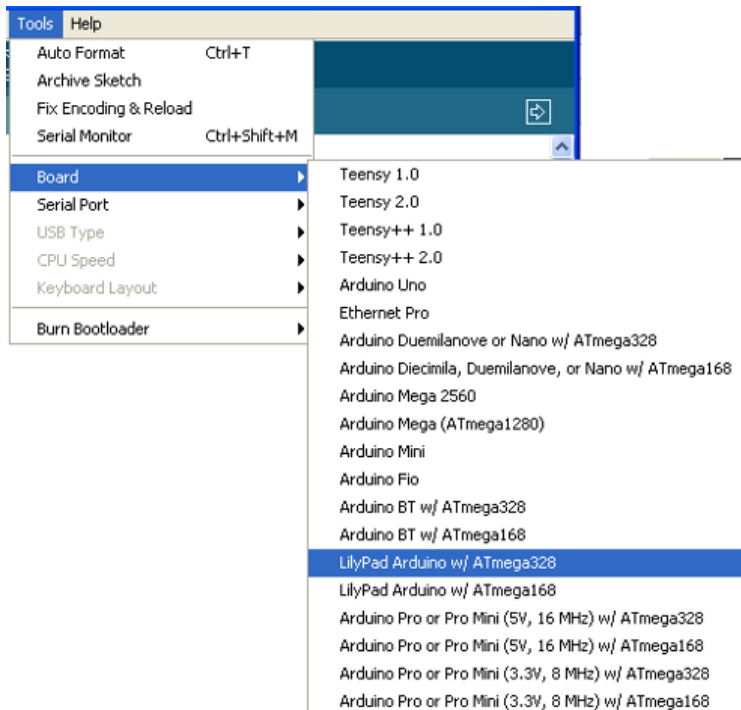 Tools Help
Auto Format Ctrl+T
Archive Sketch
Fix Encoding & Reload
Serial Monitor Ctrl+Shift+M
Board
Serial Port
USB Type
CPU Speed
Keyboard Layout
Burn Bootloader
Teensy 1.0
Teensy 2.0
Teensy++ 1.0
Teensy++ 2.0
Arduino Uno
Ethernet Pro
Arduino Duemilanove or Nano w/ ATmega328
Arduino Diecimila, Duemilanove, or Nano w/ ATmega168
Arduino Mega 2560
Arduino Mega (ATmega1280)
Arduino Mini
Arduino Fio
Arduino BT w/ ATmega328
Arduino BT w/ ATmega168
LilyPad Arduino w/ ATmega328
LilyPad Arduino w/ ATmega168
Arduino Pro or Pro Mini (5V, 16 MHz) w/ ATmega328
Arduino Pro or Pro Mini (5V, 16 MHz) w/ ATmega168
Arduino Pro or Pro Mini (3.3V, 8 MHz) w/ ATmega328
Arduino Pro or Pro Mini (3.3V, 8 MHz) w/ ATmega168